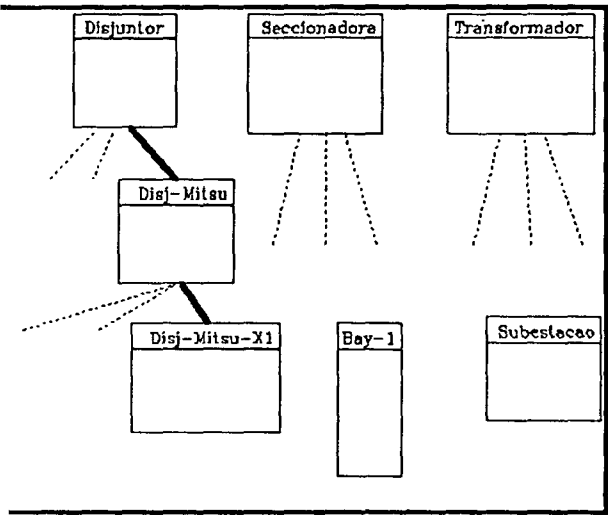 Disjuntor
Seccionadora
Transformador
Disj-Mitsu
Disj-Mitsu-X1
Bay-1
Subestacao